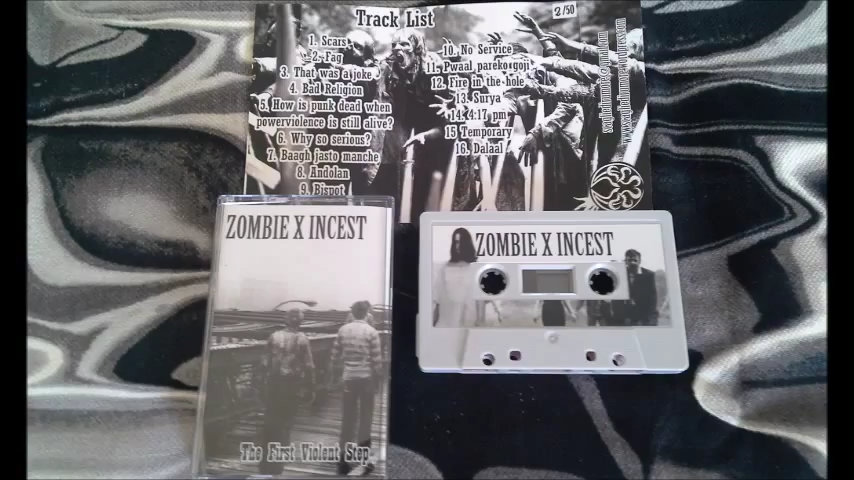 Track List
2/50
1. Scars
2. Fag
3. That was a joke
4. Bad Religion
5. How is punk dead when
powerviolence is still alive?
6. Why so serious?
7. Baagh jasto manche
8. Andolan
9. Bispot
10. No Service
11. Pwaal pareko goji
12. Fire in the hole
13. Surya
14. 4:17 pm
15 Temporary
16. Dalaal
ZOMBIE X INCEST
The First Violent Step
ZOMBIE X INCEST